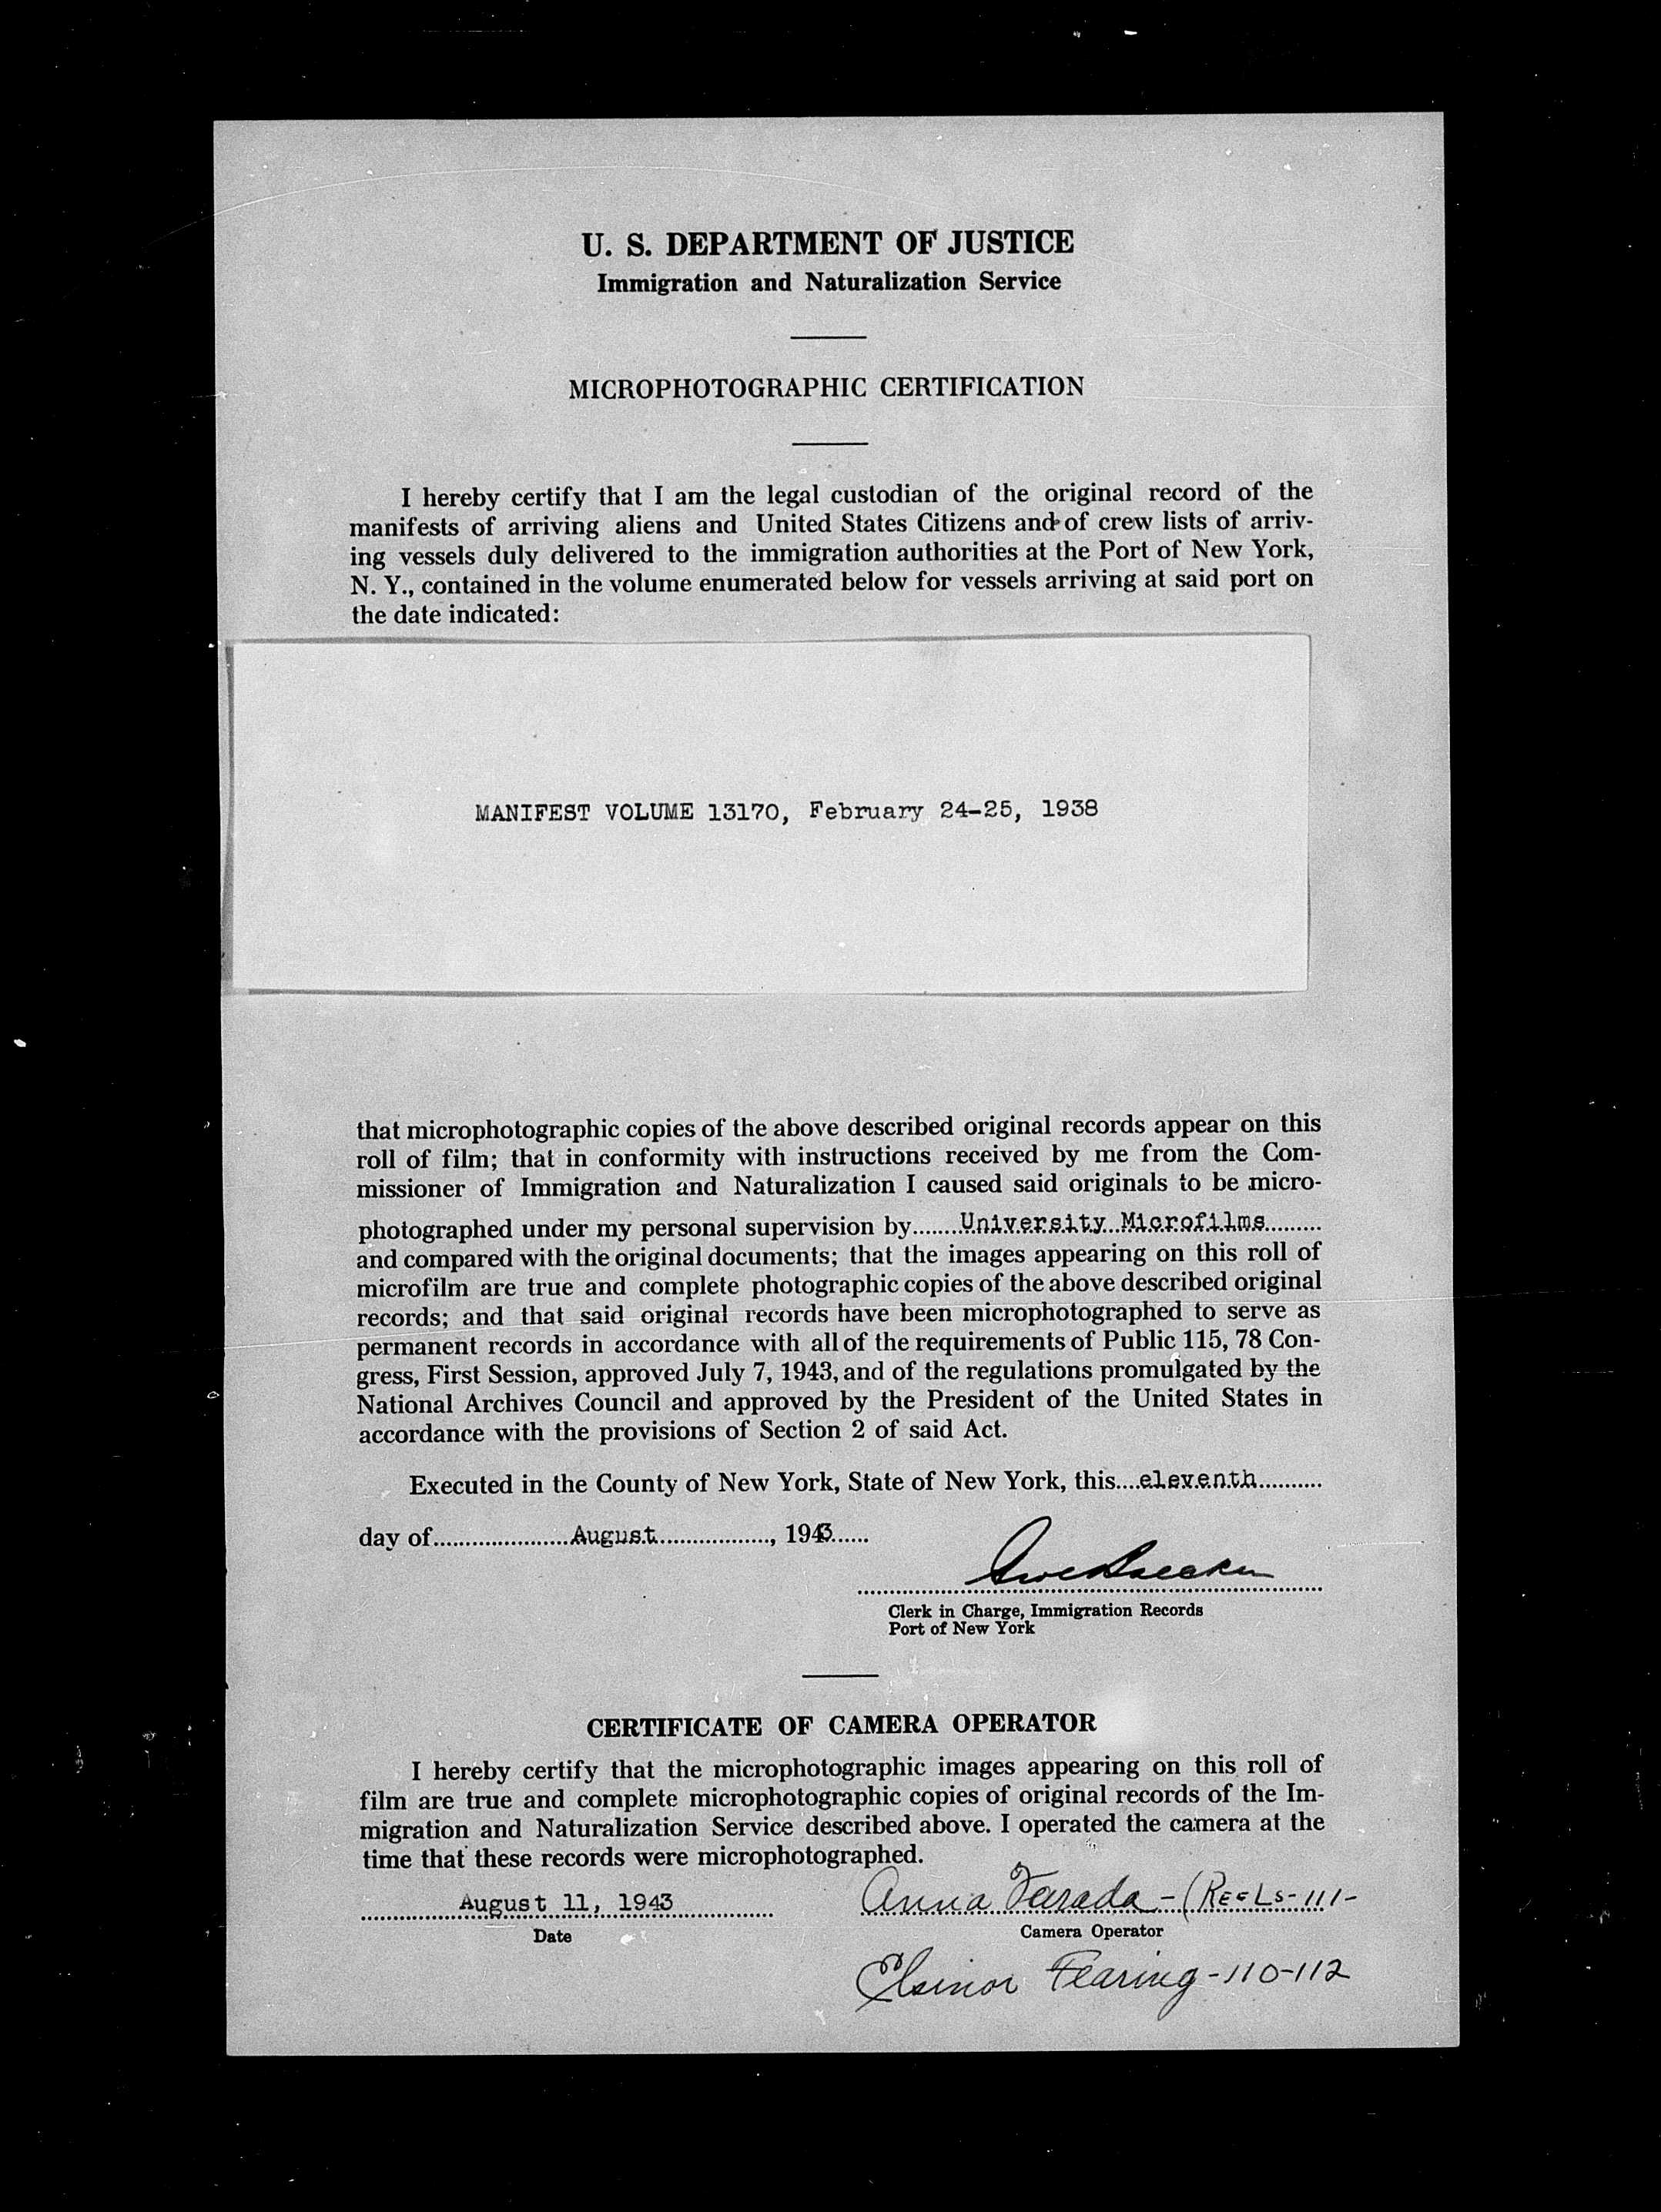 U. S. DEPARTMENT OF JUSTICE
Immigration and Naturalization Service
MICROPHOTOGRAPHIC CERTIFICATION
I hereby certify that I am the legal custodian of the original record of the
manifests of arriving aliens and United States Citizens and of crew lists of arriv-
ing vessels duly delivered to the immigration authorities at the Port of New York,
N. Y., contained in the volume enumerated below for vessels arriving at said port on
the date indicated:
MANIFEST VOLUME 13170, February 24-25, 1938
that microphotographic copies of the above described original records appear on this
roll of film; that in conformity with instructions received by me from the Com-
missioner of Immigration and Naturalization I caused said originals to be micro-
photographed under my personal supervision by University Microfilms
and compared with the original documents; that the images appearing on this roll of
microfilm are true and complete photographic copies of the above described original
records; and that said original records have been microphotographed to serve as
permanent records in accordance with all of the requirements of Public 115, 78 Con-
gress, First Session, approved July 7, 1943, and of the regulations promulgated by the
National Archives Council and approved by the President of the United States in
accordance with the provisions of Section 2 of said Act.
Executed in the County of New York, State of New York, this eleventh
day of August, 1943
Clerk in Charge, Immigration Records
Port of New York
CERTIFICATE OF CAMERA OPERATOR
I hereby certify that the microphotographic images appearing on this roll of
film are true and complete microphotographic copies of original records of the Im-
migration and Naturalization Service described above. I operated the camera at the
time that these records were microphotographed.
August 11, 1943 Anna - (REELS-111-
Date Camera Operator
Elsinor Fearing-110-112